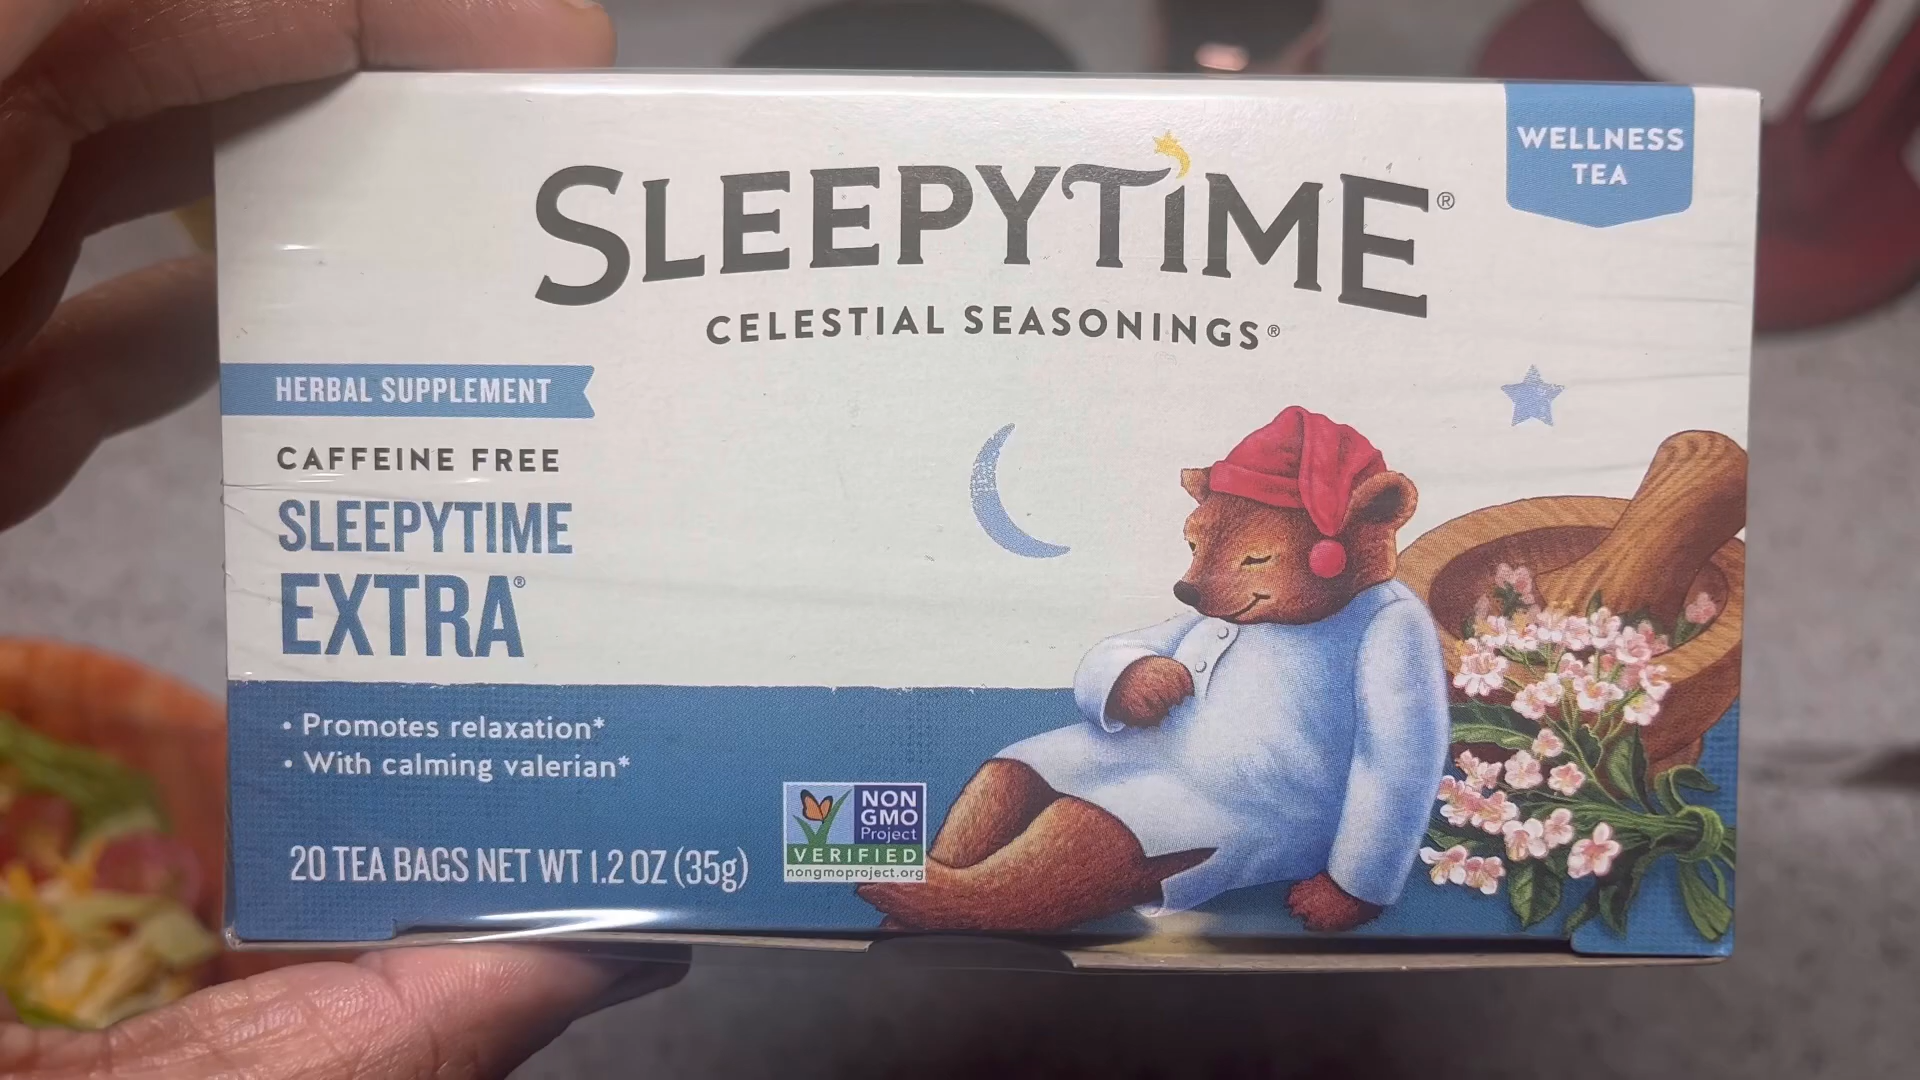 WELLNESS
TEA
SLEEPYTIME®
CELESTIAL SEASONINGS®
HERBAL SUPPLEMENT
CAFFEINE FREE
SLEEPYTIME
EXTRA®
• Promotes relaxation*
• With calming valerian*
20 TEA BAGS NET WT 1.2 OZ (35g)
NON
GMO
Project
VERIFIED
nongmoproject.org